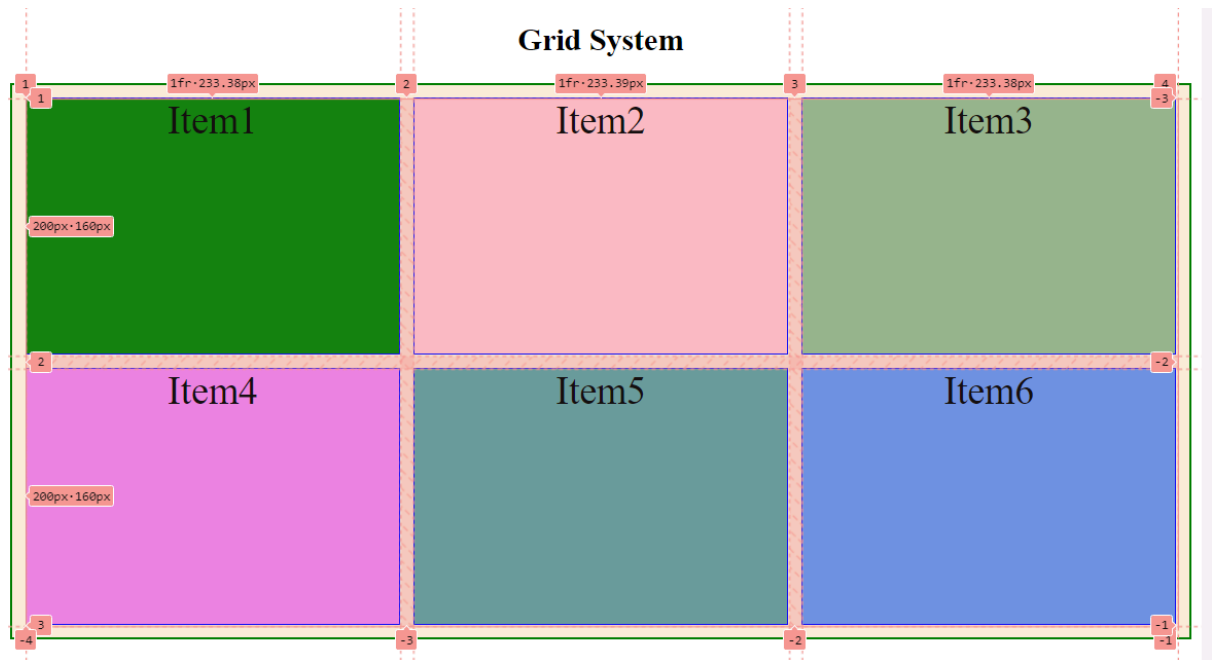 Grid System
1 1fr·233.38px 2 1fr·233.39px 3 1fr·233.38px 4
1 -3
Item1 Item2 Item3
200px·160px
2 -2
Item4 Item5 Item6
200px·160px
3 -1
-4 -3 -2 -1